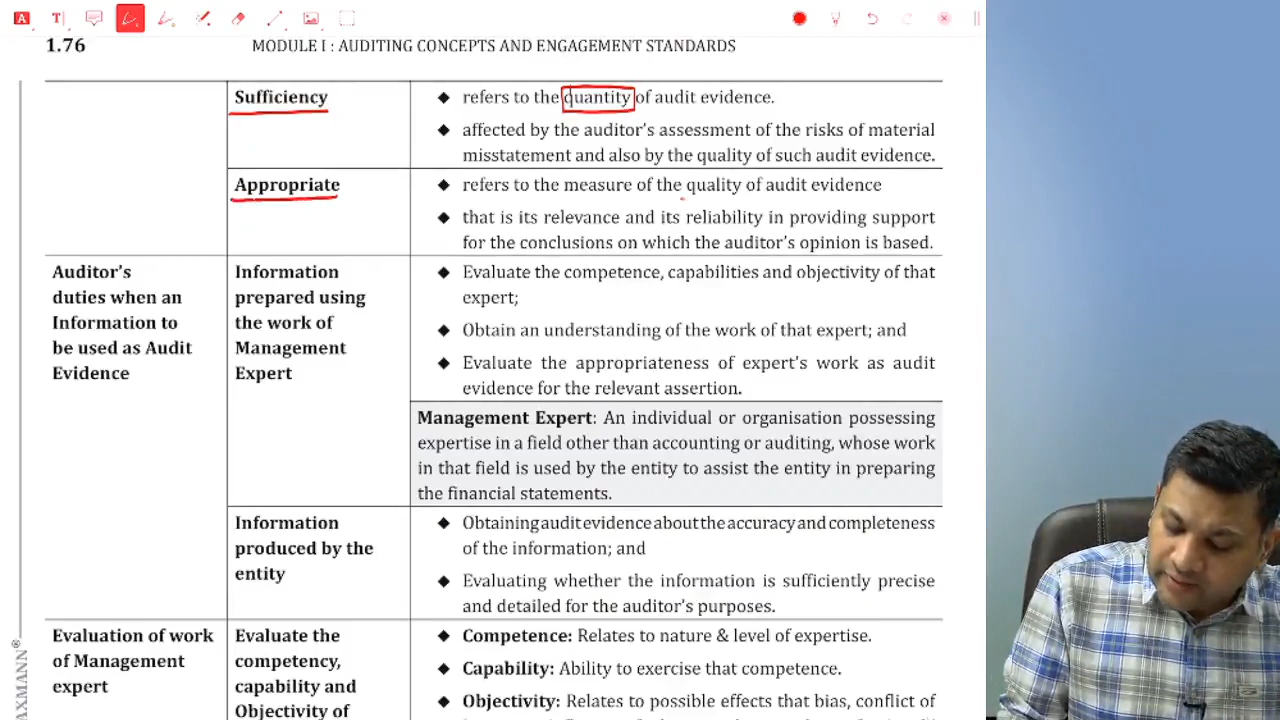 A T
1.76 MODULE I : AUDITING CONCEPTS AND ENGAGEMENT STANDARDS
Sufficiency
◆ refers to the quantity of audit evidence.
◆ affected by the auditor's assessment of the risks of material
misstatement and also by the quality of such audit evidence.
Appropriate
◆ refers to the measure of the quality of audit evidence
◆ that is its relevance and its reliability in providing support
for the conclusions on which the auditor's opinion is based.
Auditor's
duties when an
Information to
be used as Audit
Evidence
Information
prepared using
the work of
Management
Expert
◆ Evaluate the competence, capabilities and objectivity of that
expert;
◆ Obtain an understanding of the work of that expert; and
◆ Evaluate the appropriateness of expert's work as audit
evidence for the relevant assertion.
Management Expert: An individual or organisation possessing
expertise in a field other than accounting or auditing, whose work
in that field is used by the entity to assist the entity in preparing
the financial statements.
Information
produced by the
entity
◆ Obtaining audit evidence about the accuracy and completeness
of the information; and
◆ Evaluating whether the information is sufficiently precise
and detailed for the auditor's purposes.
Evaluation of work
of Management
expert
Evaluate the
competency,
capability and
Objectivity of
◆ Competence: Relates to nature & level of expertise.
◆ Capability: Ability to exercise that competence.
◆ Objectivity: Relates to possible effects that bias, conflict of
AXMANN®